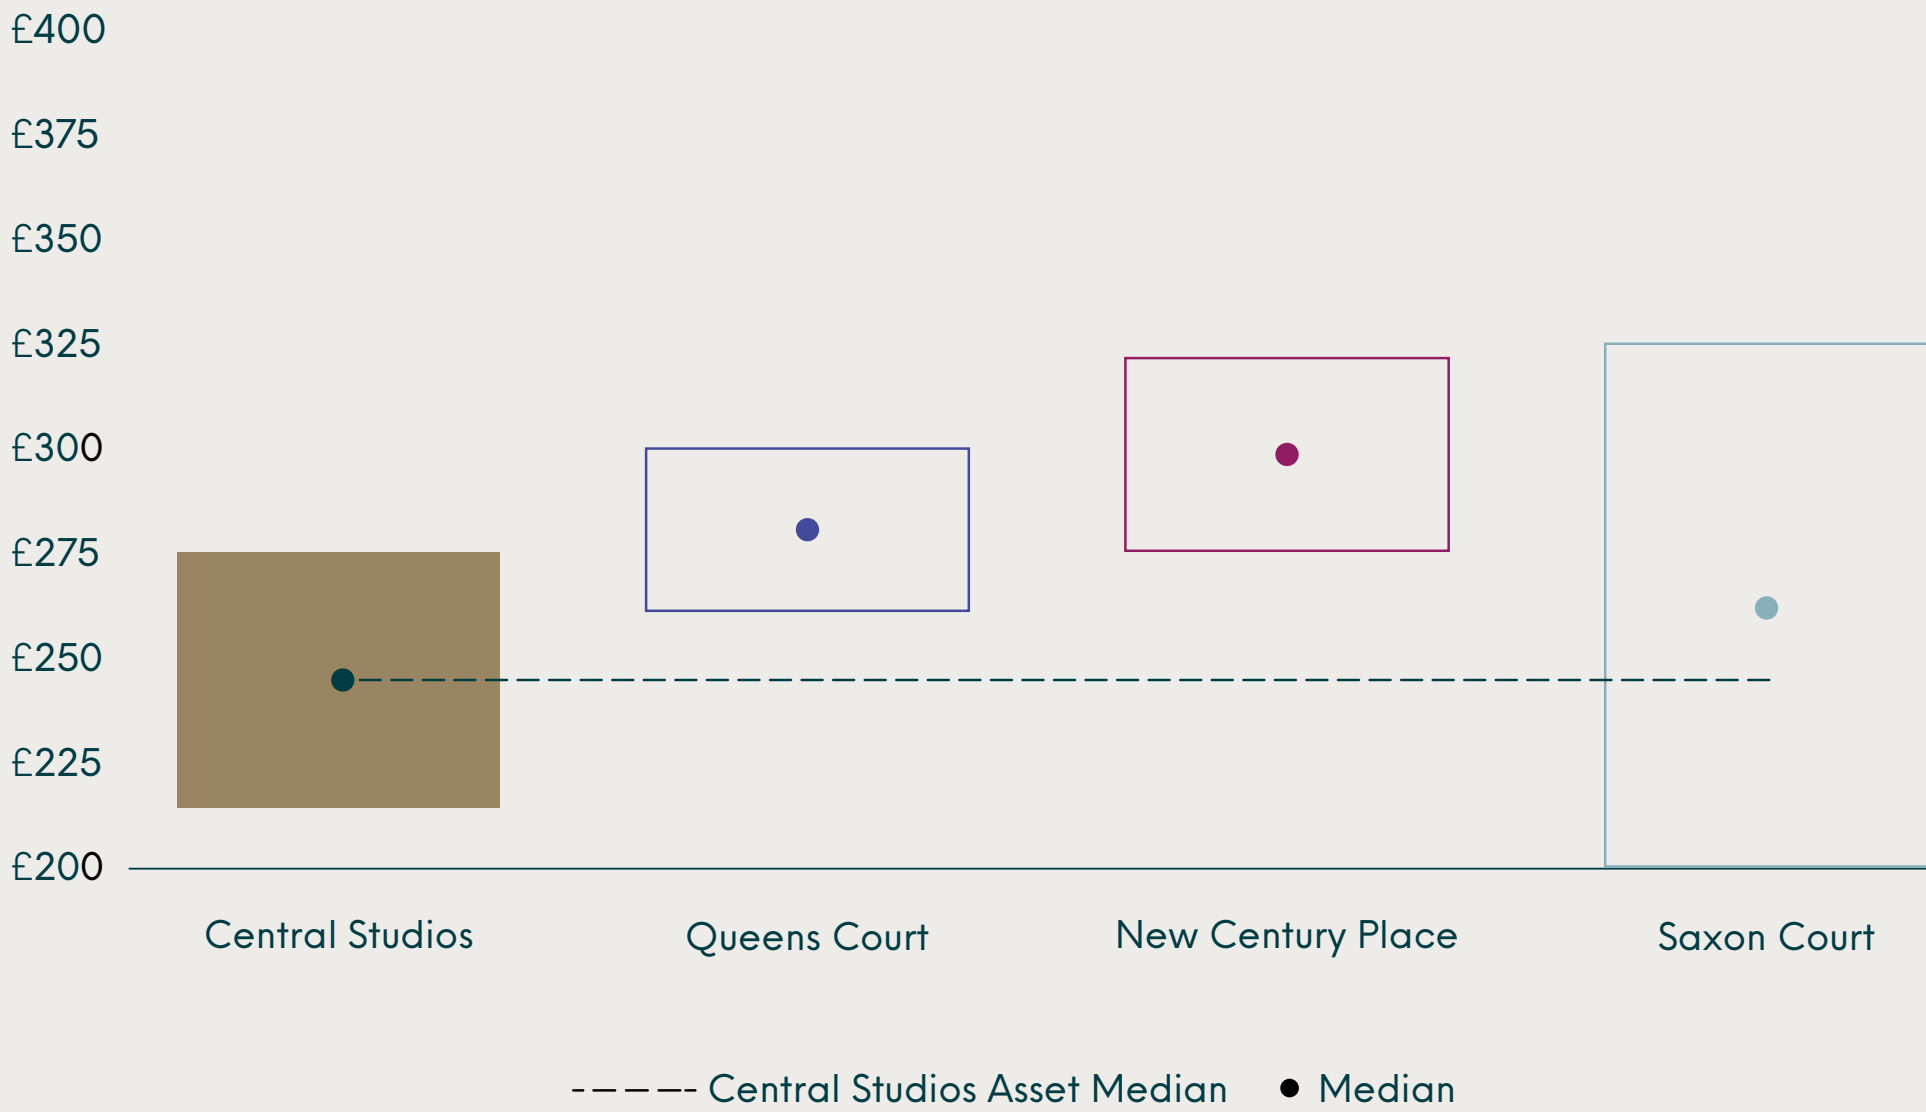 £400
£375
£350
£325
£300
£275
£250
£225
£200
Central Studios
Queens Court
New Century Place
Saxon Court
Central Studios Asset Median
Median